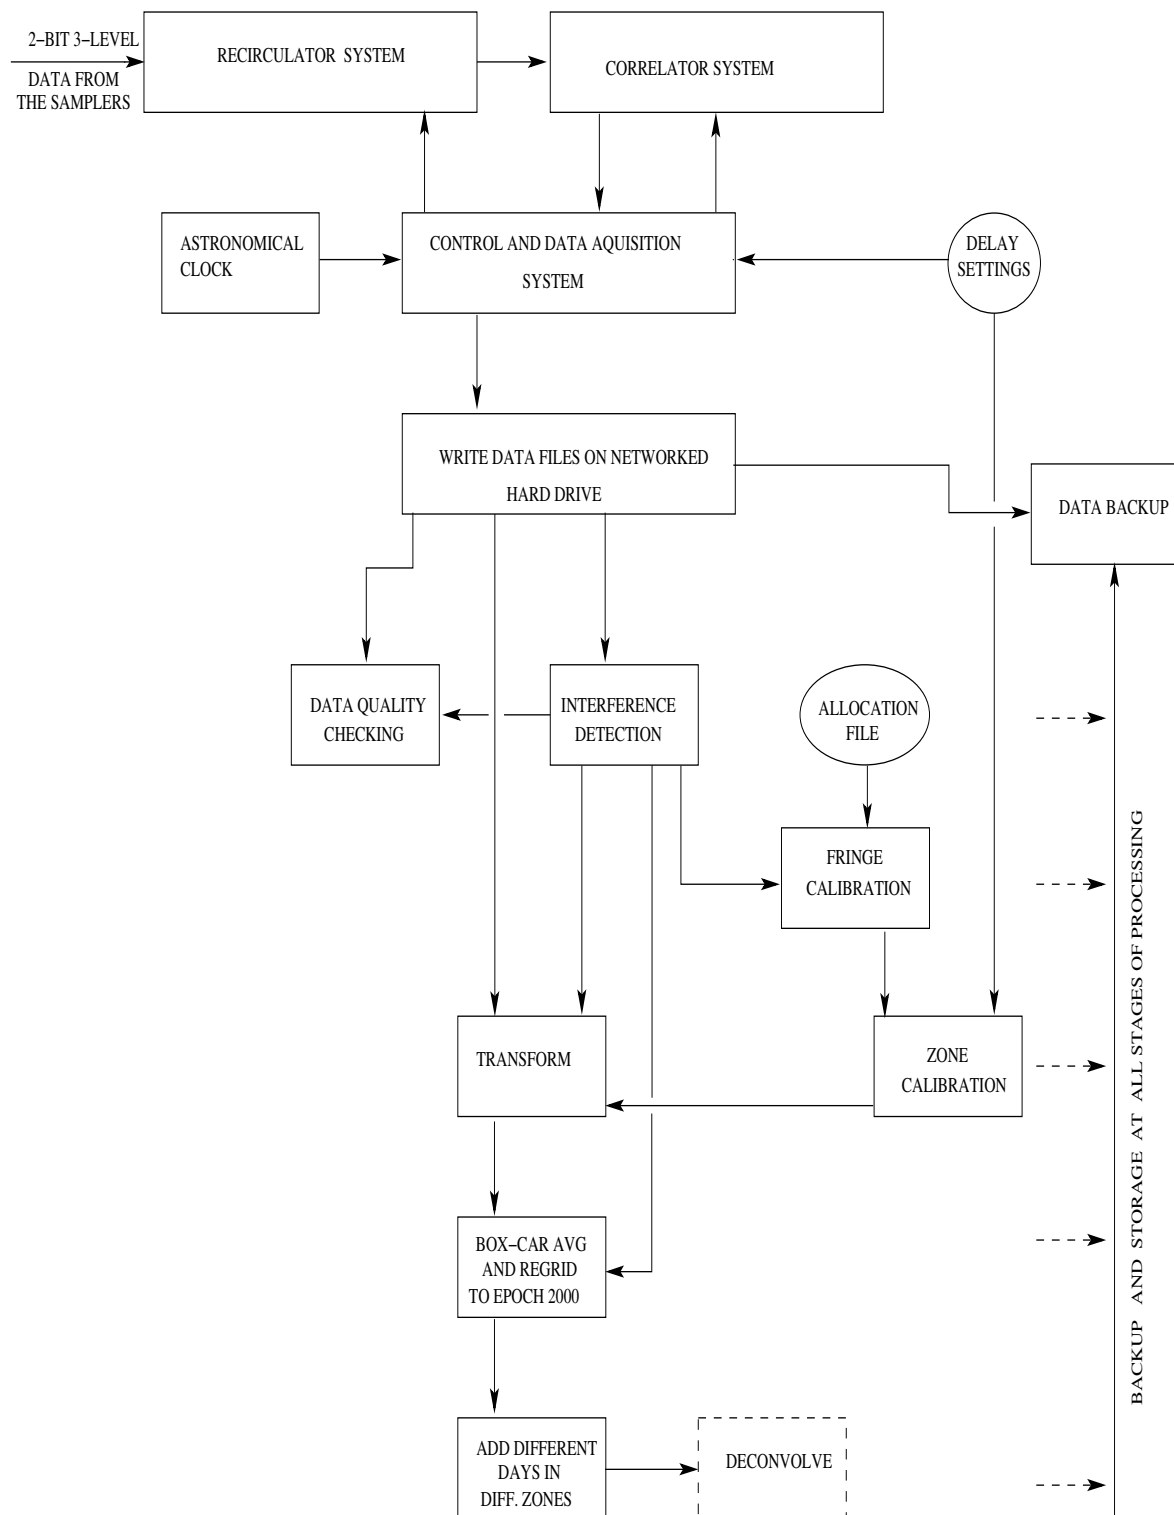 2-BIT 3-LEVEL
DATA FROM
THE SAMPLERS
RECIRCULATOR SYSTEM
CORRELATOR SYSTEM
ASTRONOMICAL
CLOCK
CONTROL AND DATA AQUISITION
SYSTEM
DELAY
SETTINGS
WRITE DATA FILES ON NETWORKED
HARD DRIVE
DATA BACKUP
DATA QUALITY
CHECKING
INTERFERENCE
DETECTION
ALLOCATION
FILE
FRINGE
CALIBRATION
TRANSFORM
ZONE
CALIBRATION
BOX-CAR AVG
AND REGRID
TO EPOCH 2000
ADD DIFFERENT
DAYS IN
DIFF. ZONES
DECONVOLVE
BACKUP AND STORAGE AT ALL STAGES OF PROCESSING